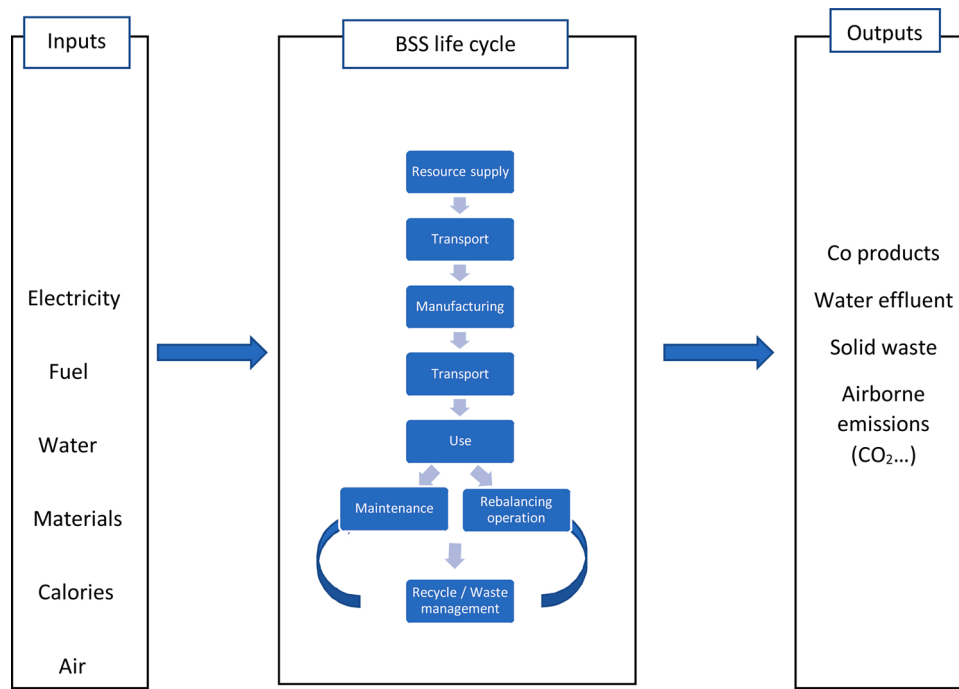 Inputs
Electricity
Fuel
Water
Materials
Calories
Air
BSS life cycle
Resource supply
Transport
Manufacturing
Transport
Use
Maintenance
Rebalancing
operation
Recycle / Waste
management
Outputs
Co products
Water effluent
Solid waste
Airborne
emissions
(CO₂...)